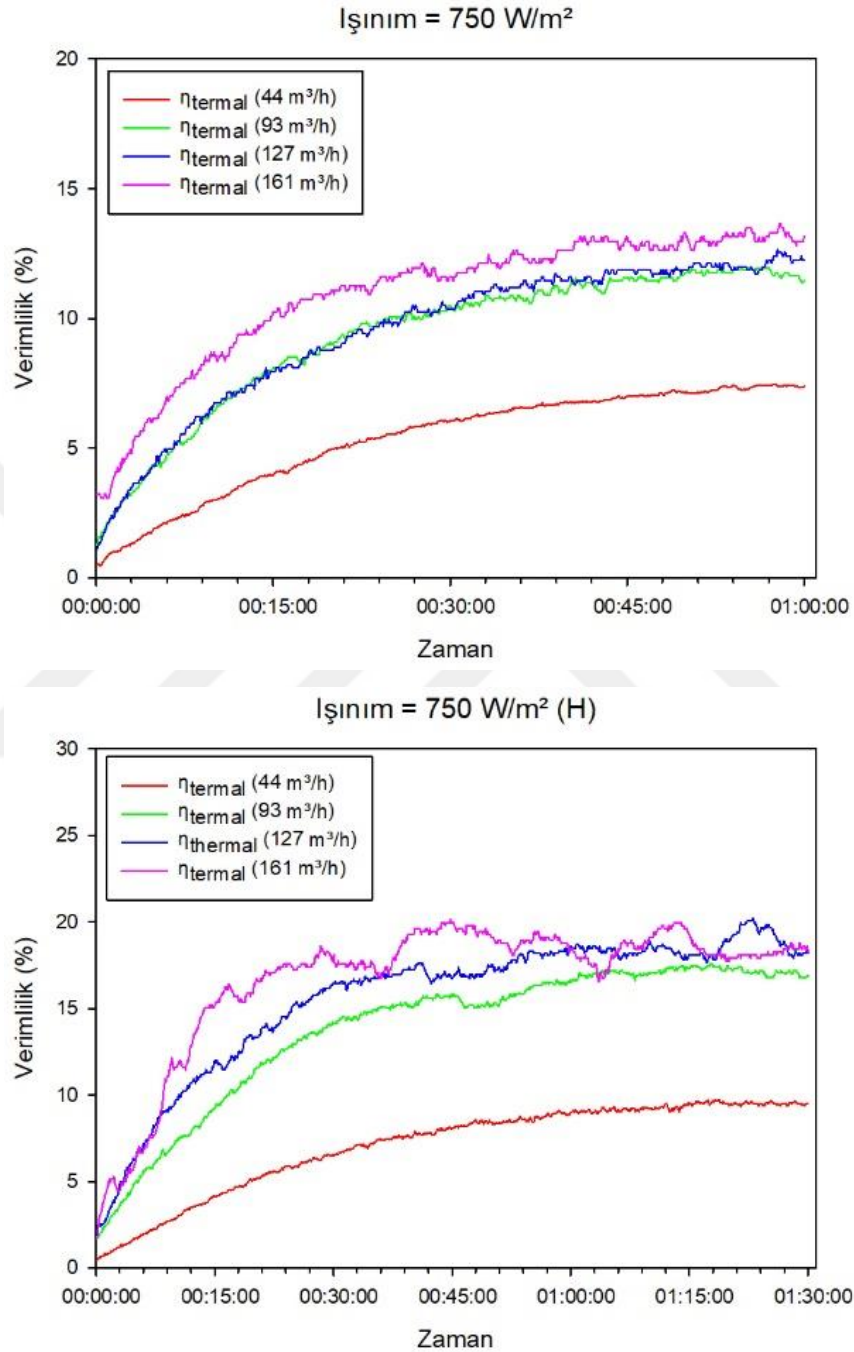 Işınım = 750 W/m²
20
ηtermal (44 m³/h)
ηtermal (93 m³/h)
ηtermal (127 m³/h)
ηtermal (161 m³/h)
15
10
5
0
Verimlilik (%)
00:00:00 00:15:00 00:30:00 00:45:00 01:00:00
Zaman
Işınım = 750 W/m² (H)
30
ηtermal (44 m³/h)
ηtermal (93 m³/h)
ηthermal (127 m³/h)
ηtermal (161 m³/h)
25
20
15
10
5
0
Verimlilik (%)
00:00:00 00:15:00 00:30:00 00:45:00 01:00:00 01:15:00 01:30:00
Zaman